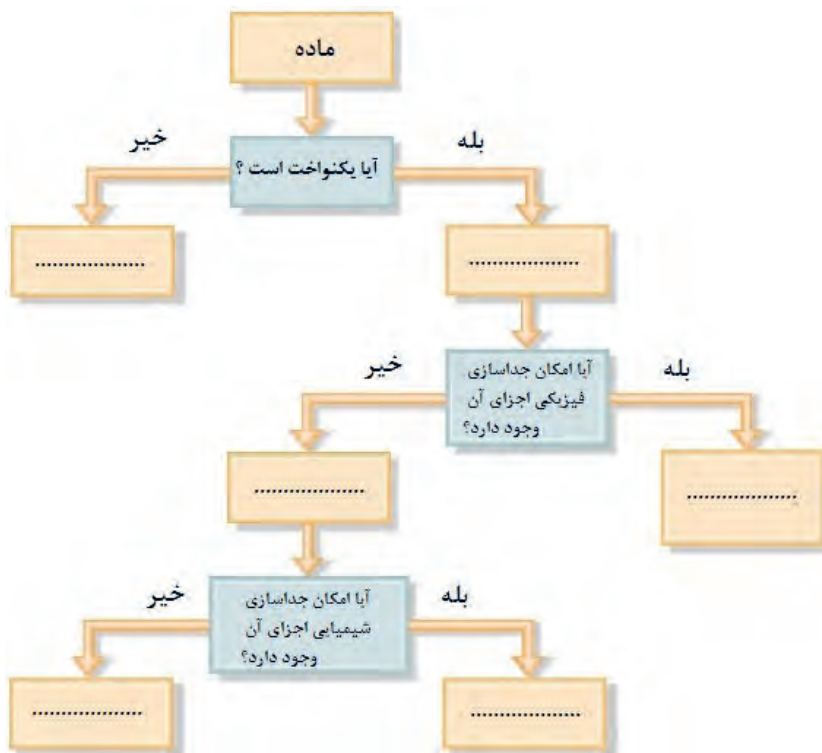 ماده
آیا یکنواخت است ؟
بله
خیر
...................
...................
آیا امکان جداسازی
فیزیکی اجزای آن
وجود دارد؟
بله
خیر
...................
...................
آیا امکان جداسازی
شیمیایی اجزای آن
وجود دارد؟
بله
خیر
...................
...................